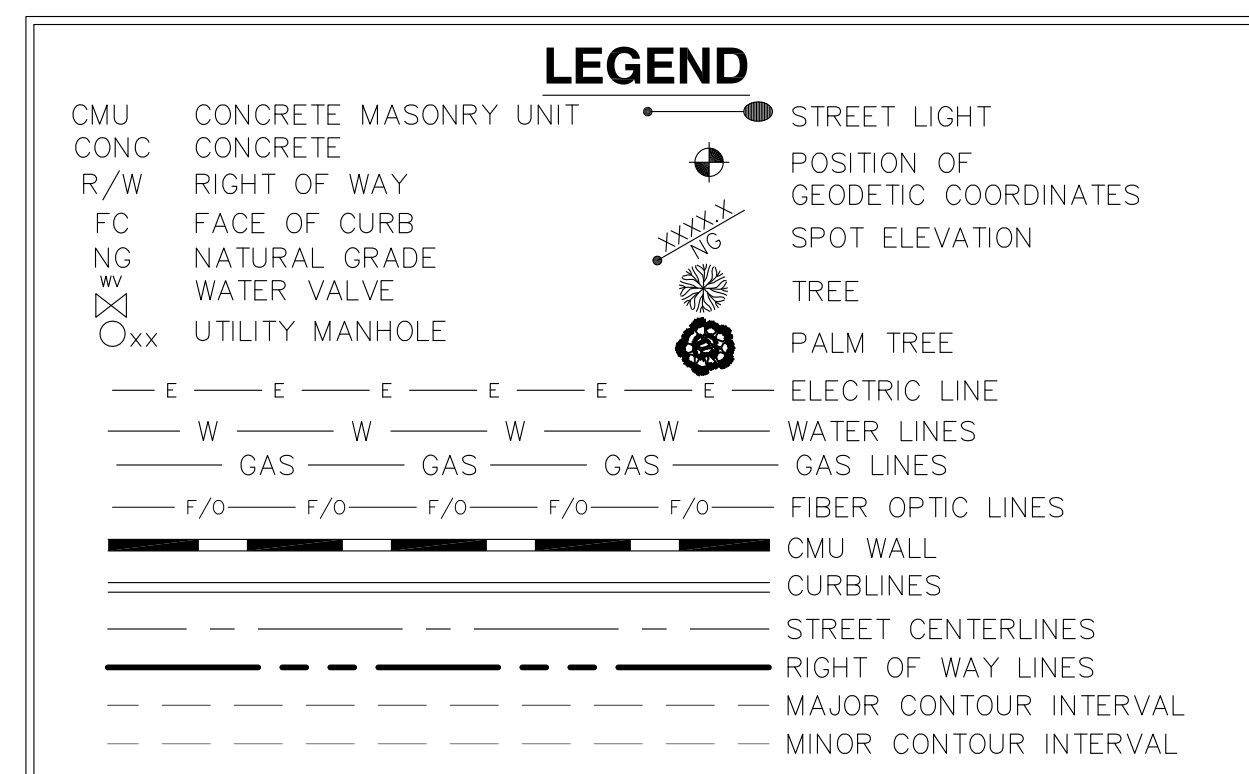 LEGEND
CMU CONCRETE MASONRY UNIT
CONC CONCRETE
R/W RIGHT OF WAY
FC FACE OF CURB
NG NATURAL GRADE
WV WATER VALVE
xx UTILITY MANHOLE
STREET LIGHT
POSITION OF
GEODETIC COORDINATES
XXXX.X
NG
SPOT ELEVATION
TREE
PALM TREE
E E E E E E ELECTRIC LINE
W W W W WATER LINES
GAS GAS GAS GAS LINES
F/O F/O F/O F/O F/O FIBER OPTIC LINES
CMU WALL
CURBLINES
STREET CENTERLINES
RIGHT OF WAY LINES
MAJOR CONTOUR INTERVAL
MINOR CONTOUR INTERVAL